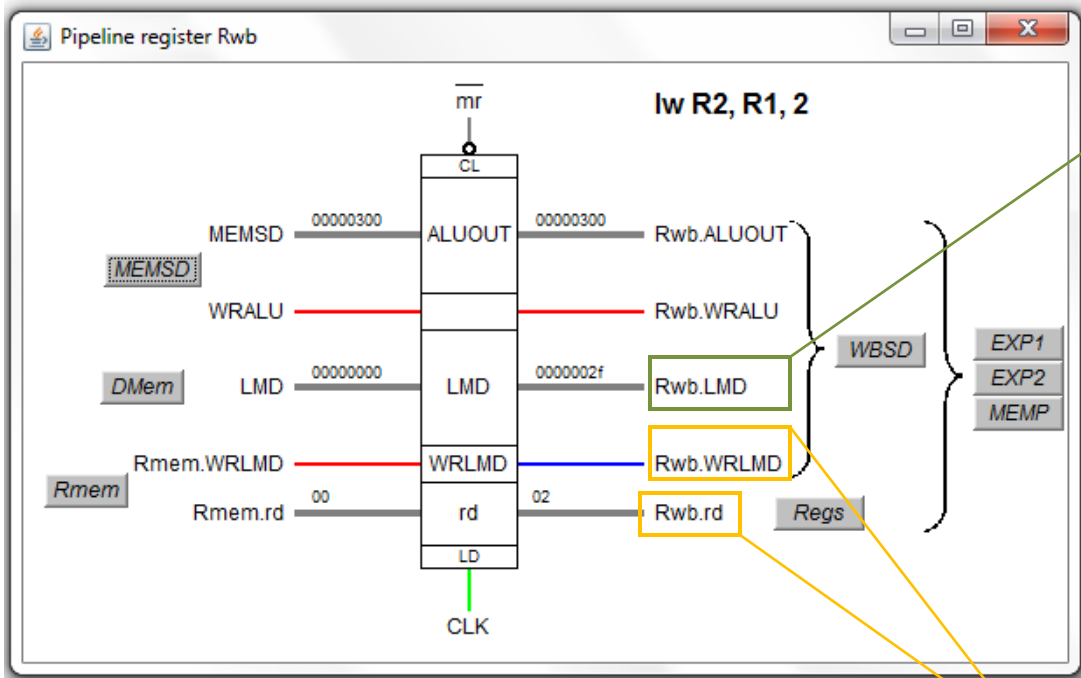 Pipeline register Rwb
mr
lw R2, R1, 2
CL
MEMSD 00000300 ALUOUT 00000300 Rwb.ALUOUT
MEMSD
WRALU Rwb.WRALU
WBSD EXP1
DMem LMD 00000000 LMD 0000002f Rwb.LMD EXP2
MEMP
Rmem.WRLMD WRLMD Rwb.WRLMD
Rmem
Rmem.rd 00 rd 02 Rwb.rd Regs
LD
CLK